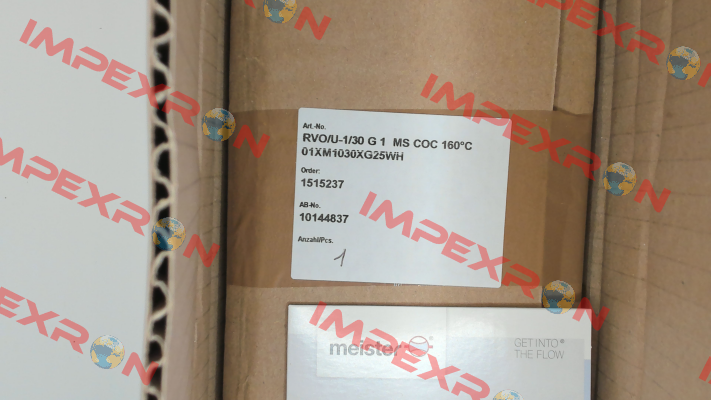 Art.-No.
RVO/U-1/30 G 1 MS COC 160°C
01XM1030XG25WH
Order:
1515237
AB-No.
10144837
Anzahl/Pcs.
1
meister
GET INTO
THE FLOW
IMPEXRON
IMPEXRON
IMPEXRON
IMPEXRON
IMPEXRON
IMPEXRON